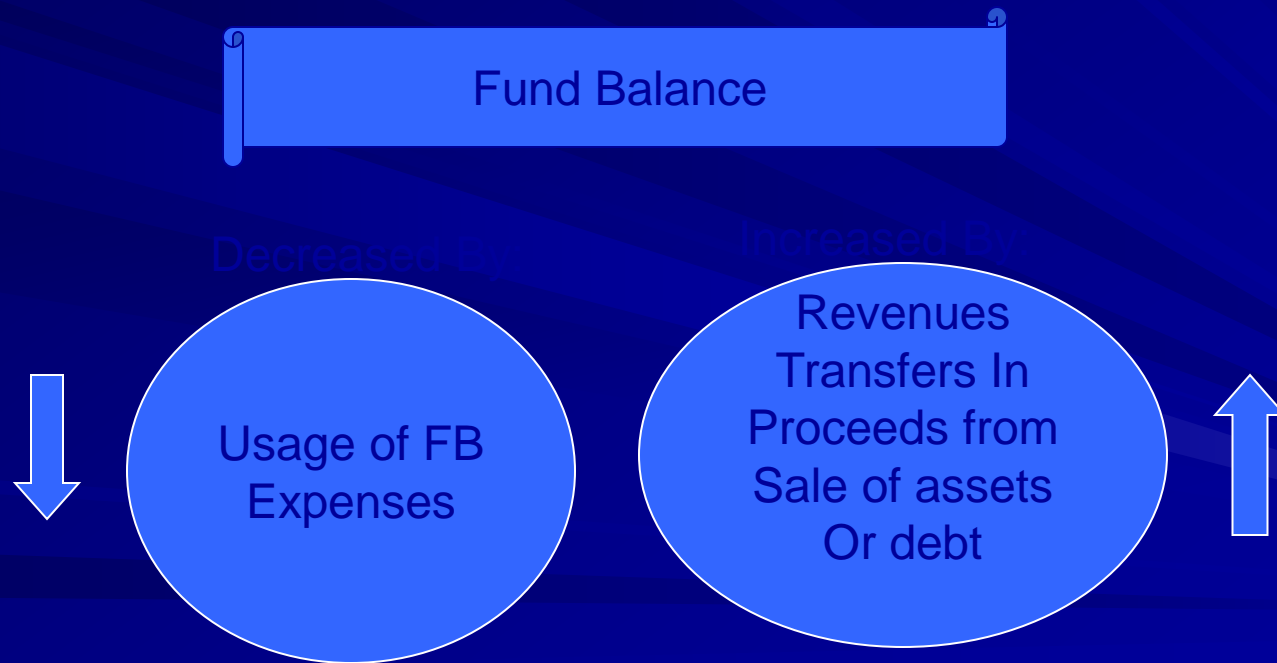 Fund Balance
Decreased By:
Usage of FB
Expenses
Increased By:
Revenues
Transfers In
Proceeds from
Sale of assets
Or debt